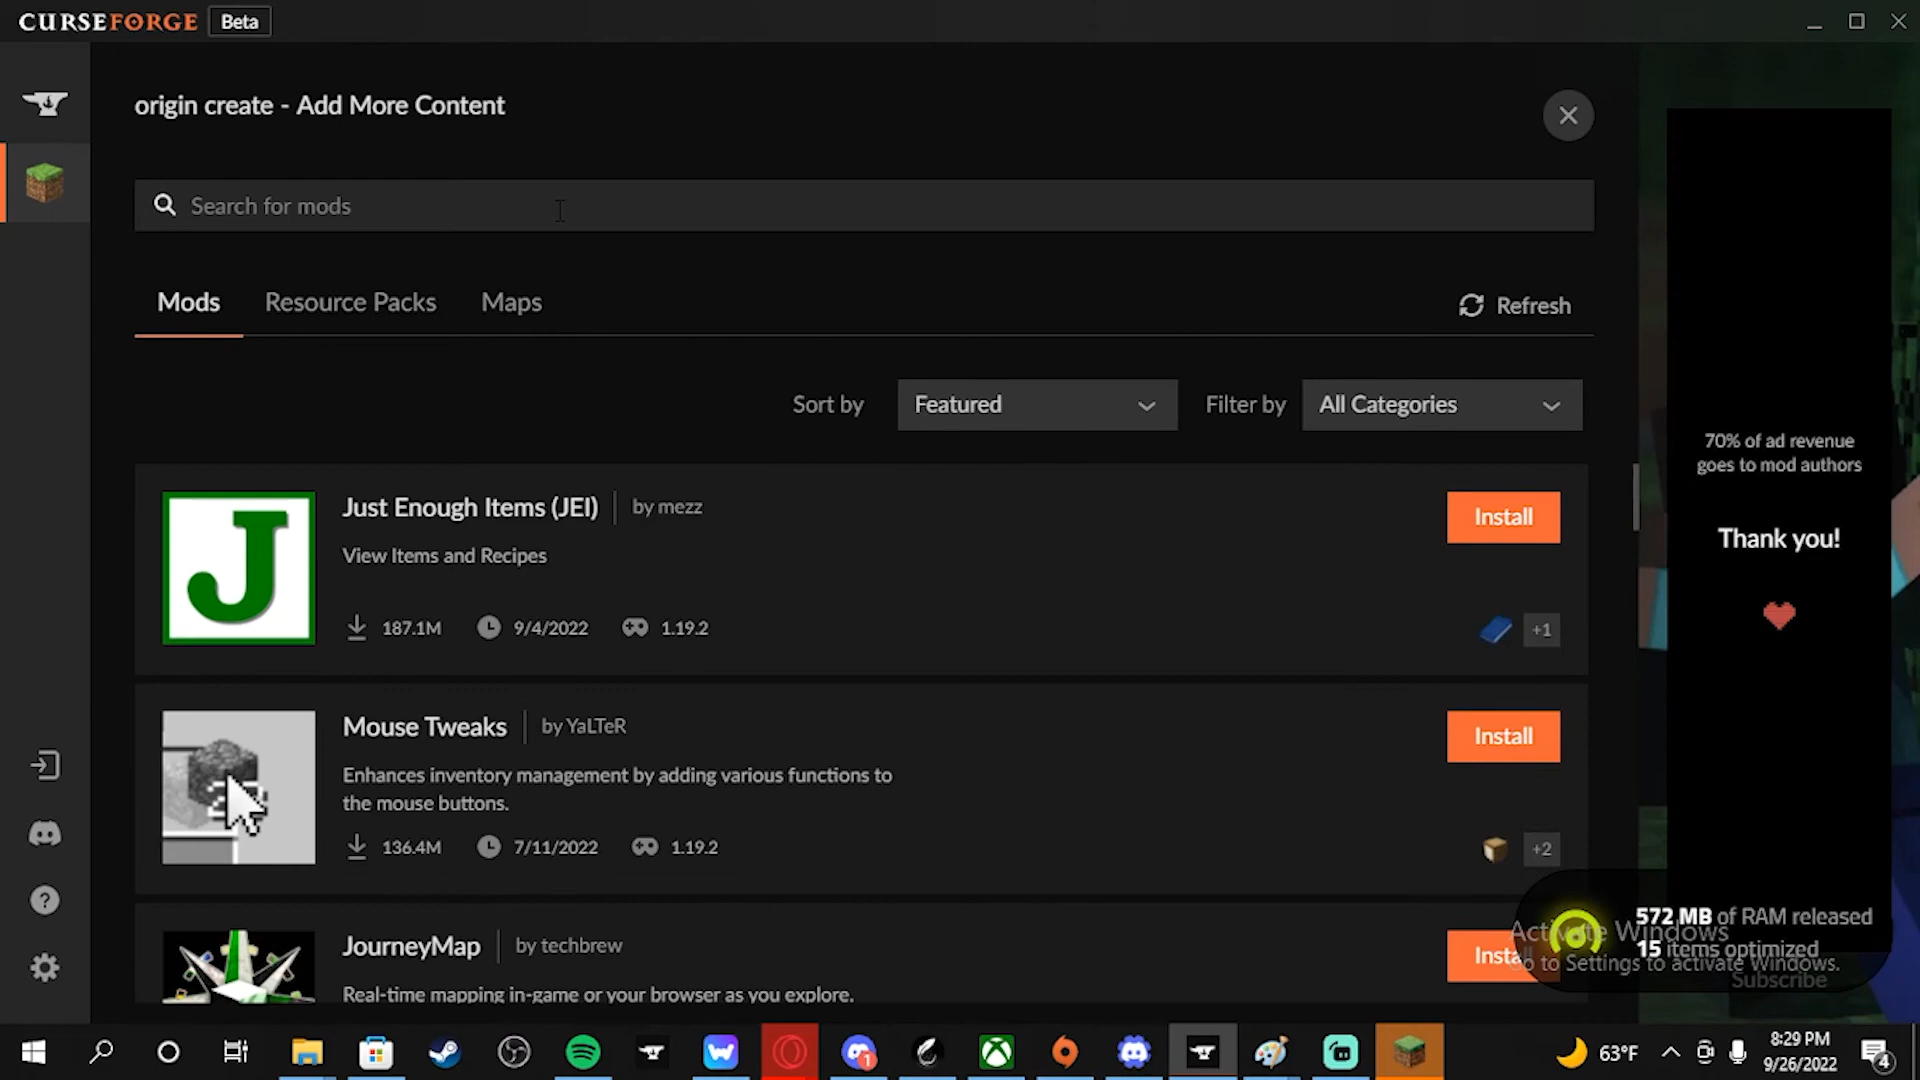 CURSEFORGE Beta
origin create - Add More Content
Search for mods
Mods Resource Packs Maps
Refresh
Sort by Featured Filter by All Categories
Just Enough Items (JEI) by mezz
Install
View Items and Recipes
187.1M 9/4/2022 1.19.2
+1
Mouse Tweaks by YaLTeR
Install
Enhances inventory management by adding various functions to
the mouse buttons.
136.4M 7/11/2022 1.19.2
+2
JourneyMap by techbrew
Install
Real-time mapping in-game or your browser as you explore.
70% of ad revenue
goes to mod authors
Thank you!
572 MB of RAM released
Activate Windows
15 items optimized
Go to Settings to activate Windows.
Subscribe
1
63°F
8:29 PM
9/26/2022
4